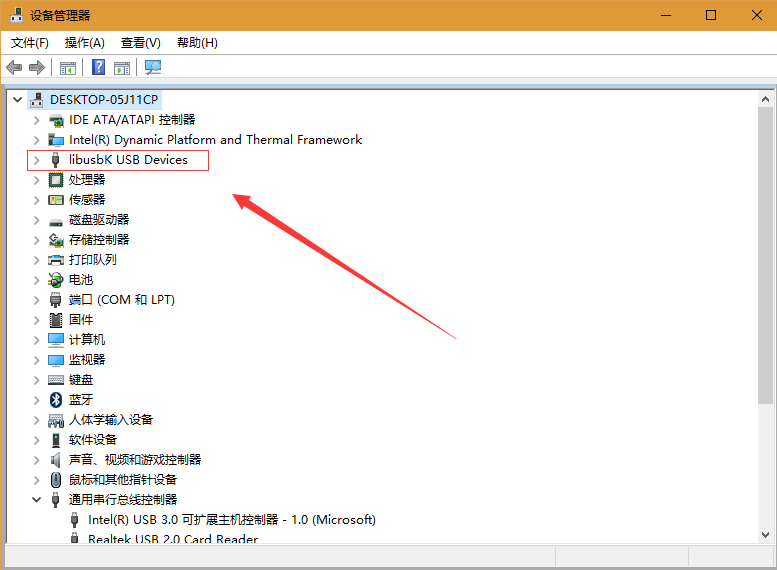 设备管理器
文件(F) 操作(A) 查看(V) 帮助(H)
DESKTOP-05J11CP
IDE ATA/ATAPI 控制器
Intel(R) Dynamic Platform and Thermal Framework
libusbK USB Devices
处理器
传感器
磁盘驱动器
存储控制器
打印队列
电池
端口 (COM 和 LPT)
固件
计算机
监视器
键盘
蓝牙
人体学输入设备
软件设备
声音、视频和游戏控制器
鼠标和其他指针设备
通用串行总线控制器
Intel(R) USB 3.0 可扩展主机控制器 - 1.0 (Microsoft)
Realtek USB 2.0 Card Reader